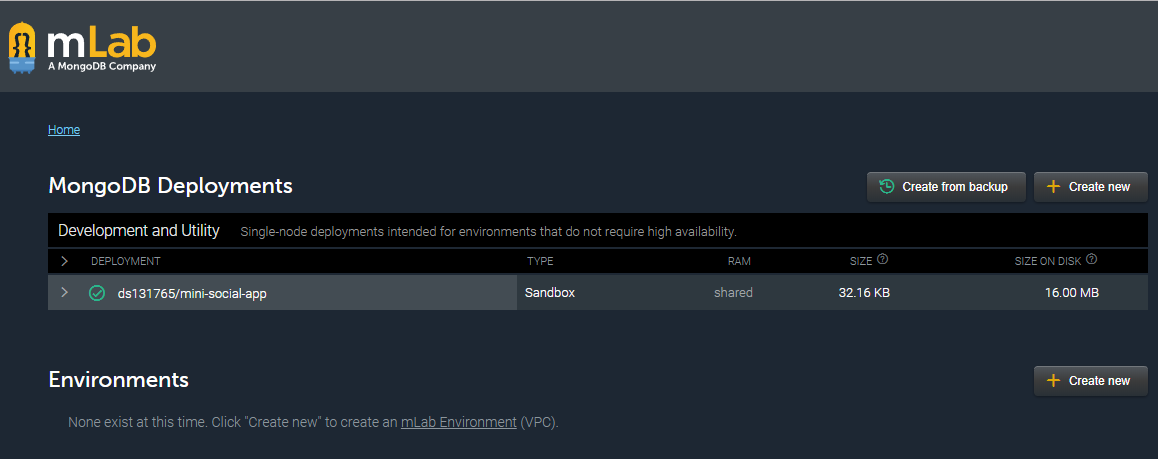 mLab
A MongoDB Company
Home
MongoDB Deployments
Create from backup
Create new
Development and Utility Single-node deployments intended for environments that do not require high availability.
DEPLOYMENT TYPE RAM SIZE ? SIZE ON DISK ?
ds131765/mini-social-app Sandbox shared 32.16 KB 16.00 MB
Environments
Create new
None exist at this time. Click "Create new" to create an mLab Environment (VPC).